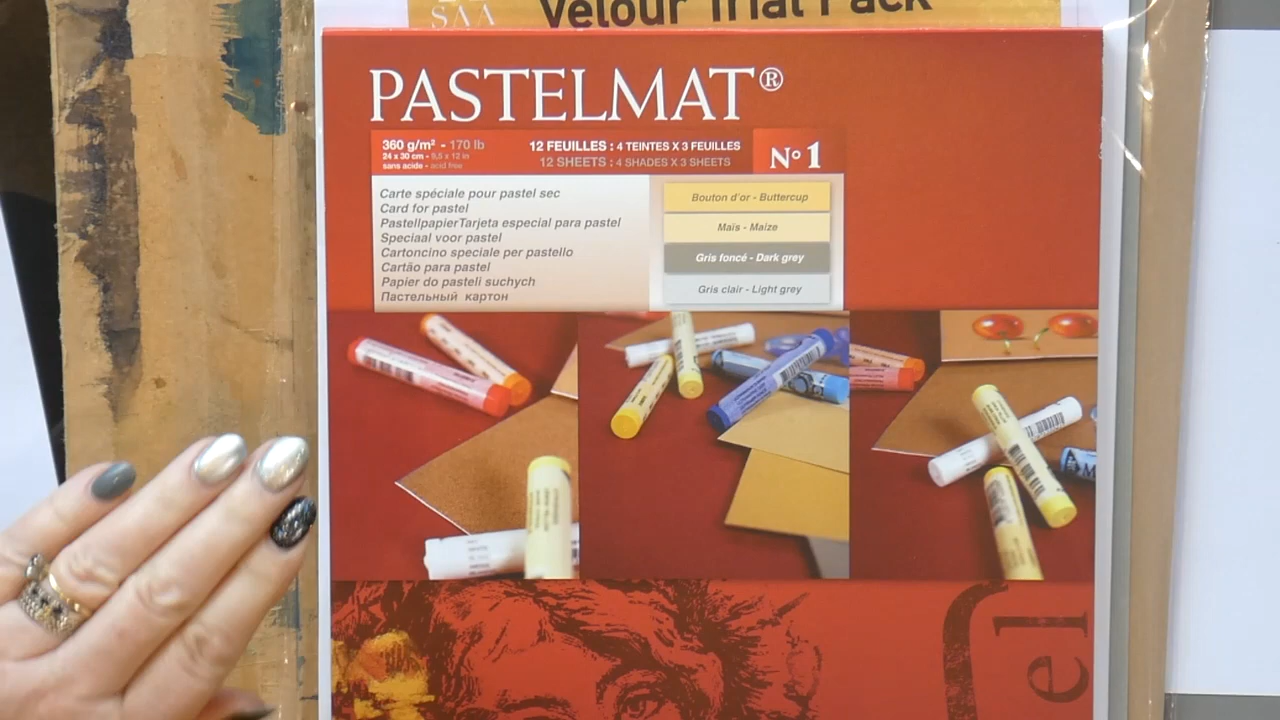 SAA Velour Trial Pack
PASTELMAT®
360 g/m² - 170 lb
24 x 30 cm - 9,5 x 12 in
sans acide - acid free
12 FEUILLES : 4 TEINTES X 3 FEUILLES
12 SHEETS : 4 SHADES X 3 SHEETS
N° 1
Carte spéciale pour pastel sec
Card for pastel
PastellpapierTarjeta especial para pastel
Speciaal voor pastel
Cartoncino speciale per pastello
Cartão para pastel
Papier do pasteli suchych
Пастельный картон
Bouton d'or - Buttercup
Maïs - Maize
Gris foncé - Dark grey
Gris clair - Light grey
el